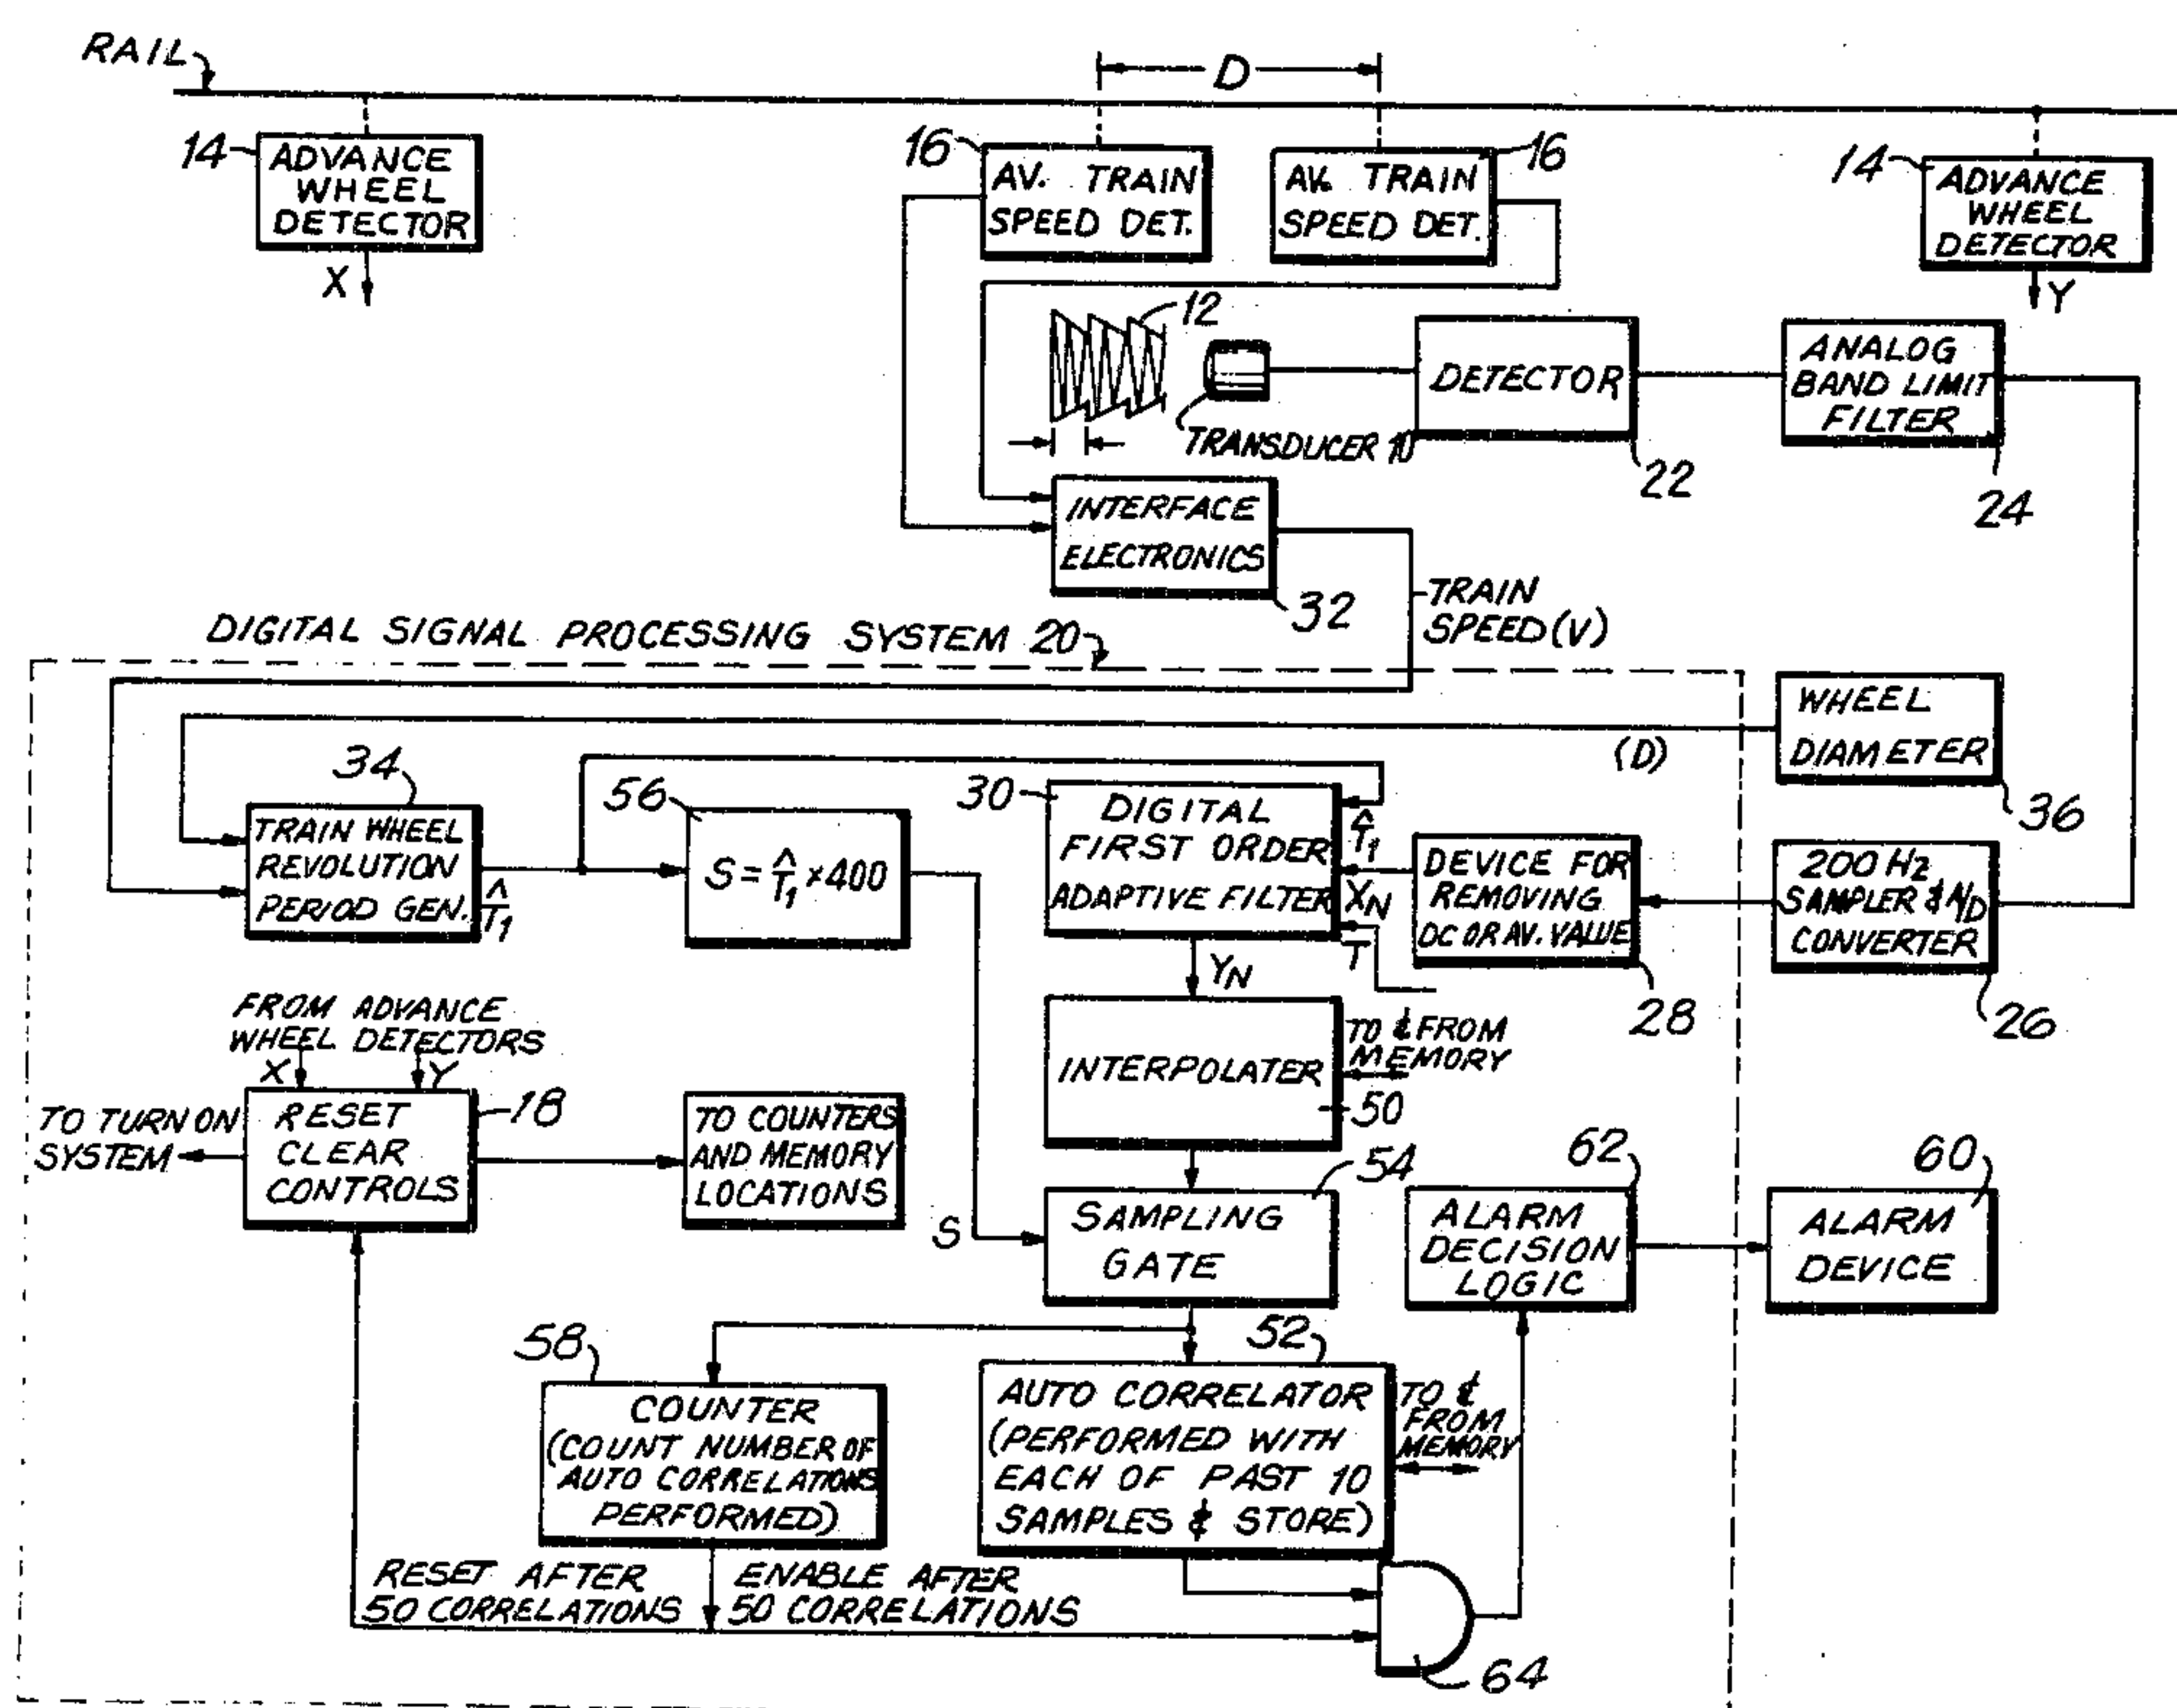 RAIL
D
14
ADVANCE
WHEEL
DETECTOR
X
16
AV. TRAIN
SPEED DET.
AV. TRAIN
SPEED DET.
16
14
ADVANCE
WHEEL
DETECTOR
Y
12
TRANSDUCER 10
DETECTOR
22
ANALOG
BAND LIMIT
FILTER
24
INTERFACE
ELECTRONICS
32
TRAIN
SPEED (V)
DIGITAL SIGNAL PROCESSING SYSTEM 20
WHEEL
DIAMETER
36
(D)
34
TRAIN WHEEL
REVOLUTION
PERIOD GEN.
T̂1
56
S = T̂1 × 400
30
DIGITAL
FIRST ORDER
ADAPTIVE FILTER
T̂1
XN
T
YN
DEVICE FOR
REMOVING
DC OR AV. VALUE
28
200 Hz
SAMPLER & A/D
CONVERTER
26
FROM ADVANCE
WHEEL DETECTORS
X Y
TO TURN ON
SYSTEM
RESET
CLEAR
CONTROLS
18
TO COUNTERS
AND MEMORY
LOCATIONS
INTERPOLATER
TO & FROM
MEMORY
50
S
SAMPLING
GATE
54
62
ALARM
DECISION
LOGIC
60
ALARM
DEVICE
58
COUNTER
(COUNT NUMBER OF
AUTO CORRELATIONS
PERFORMED)
52
AUTO CORRELATOR
(PERFORMED WITH
EACH OF PAST 10
SAMPLES & STORE)
TO &
FROM
MEMORY
RESET AFTER
50 CORRELATIONS
ENABLE AFTER
50 CORRELATIONS
64